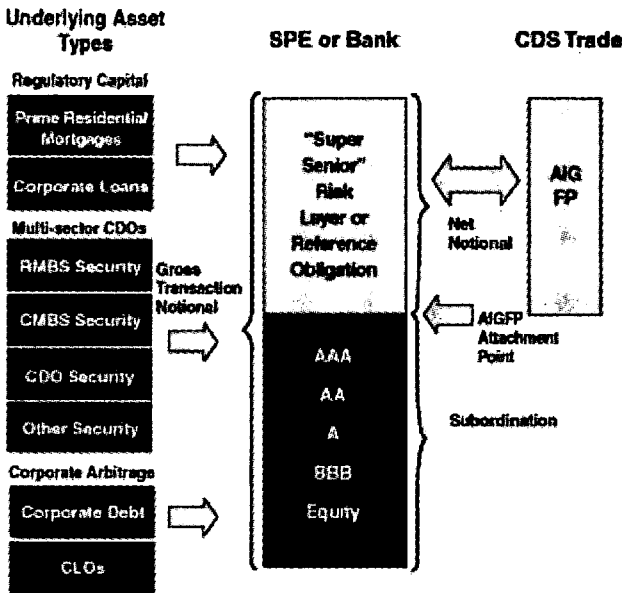 Underlying Asset
Types
SPE or Bank
CDS Trade
Regulatory Capital
Prime Residential
Mortgages
Corporate Loans
Multi-sector CDOs
RMBS Security
CMBS Security
CDO Security
Other Security
Corporate Arbitrage
Corporate Debt
CLOs
Gross
Transaction
Notional
"Super
Senior"
Risk
Layer or
Reference
Obligation
AAA
AA
A
BBB
Equity
Net
Notional
AIGFP
Attachment
Point
Subordination
AIG
FP